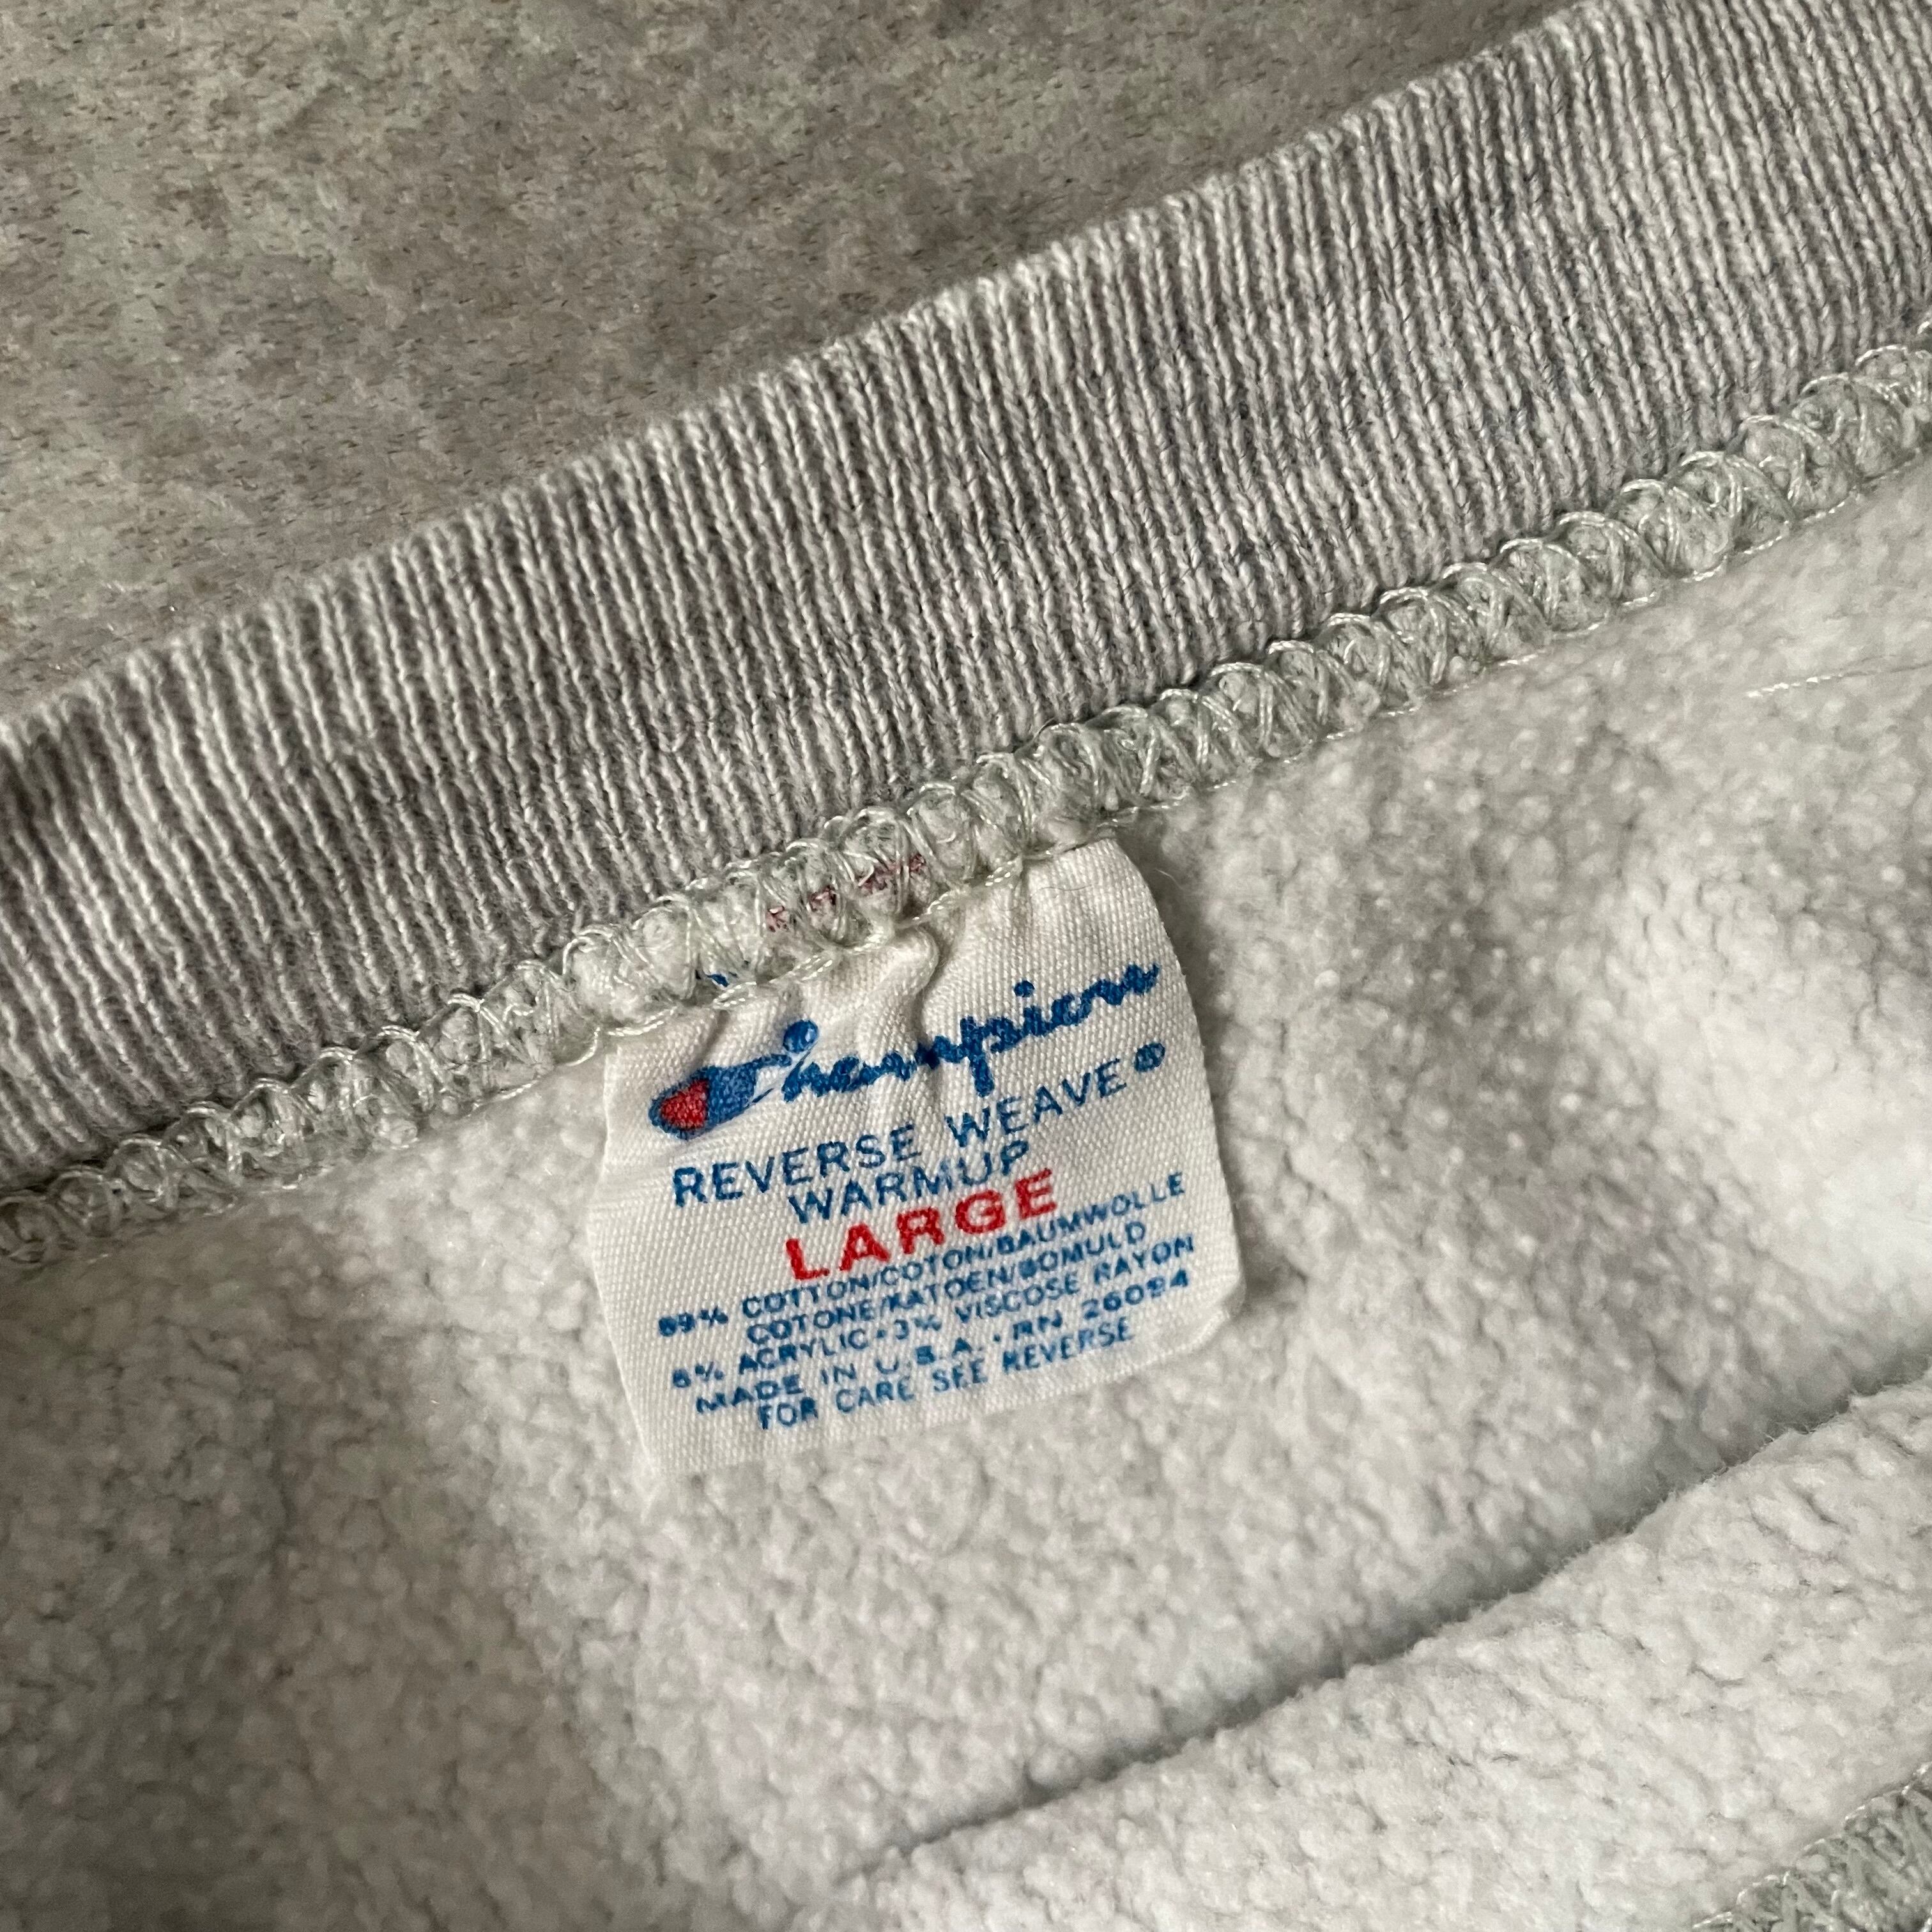 Champion
REVERSE WEAVE®
WARMUP
LARGE
89% COTTON/COTON/BAUMWOLLE
COTONE/KATOEN/BOMULD
8% ACRYLIC•3% VISCOSE RAYON
MADE IN U.S.A. • RN 26094
FOR CARE SEE REVERSE